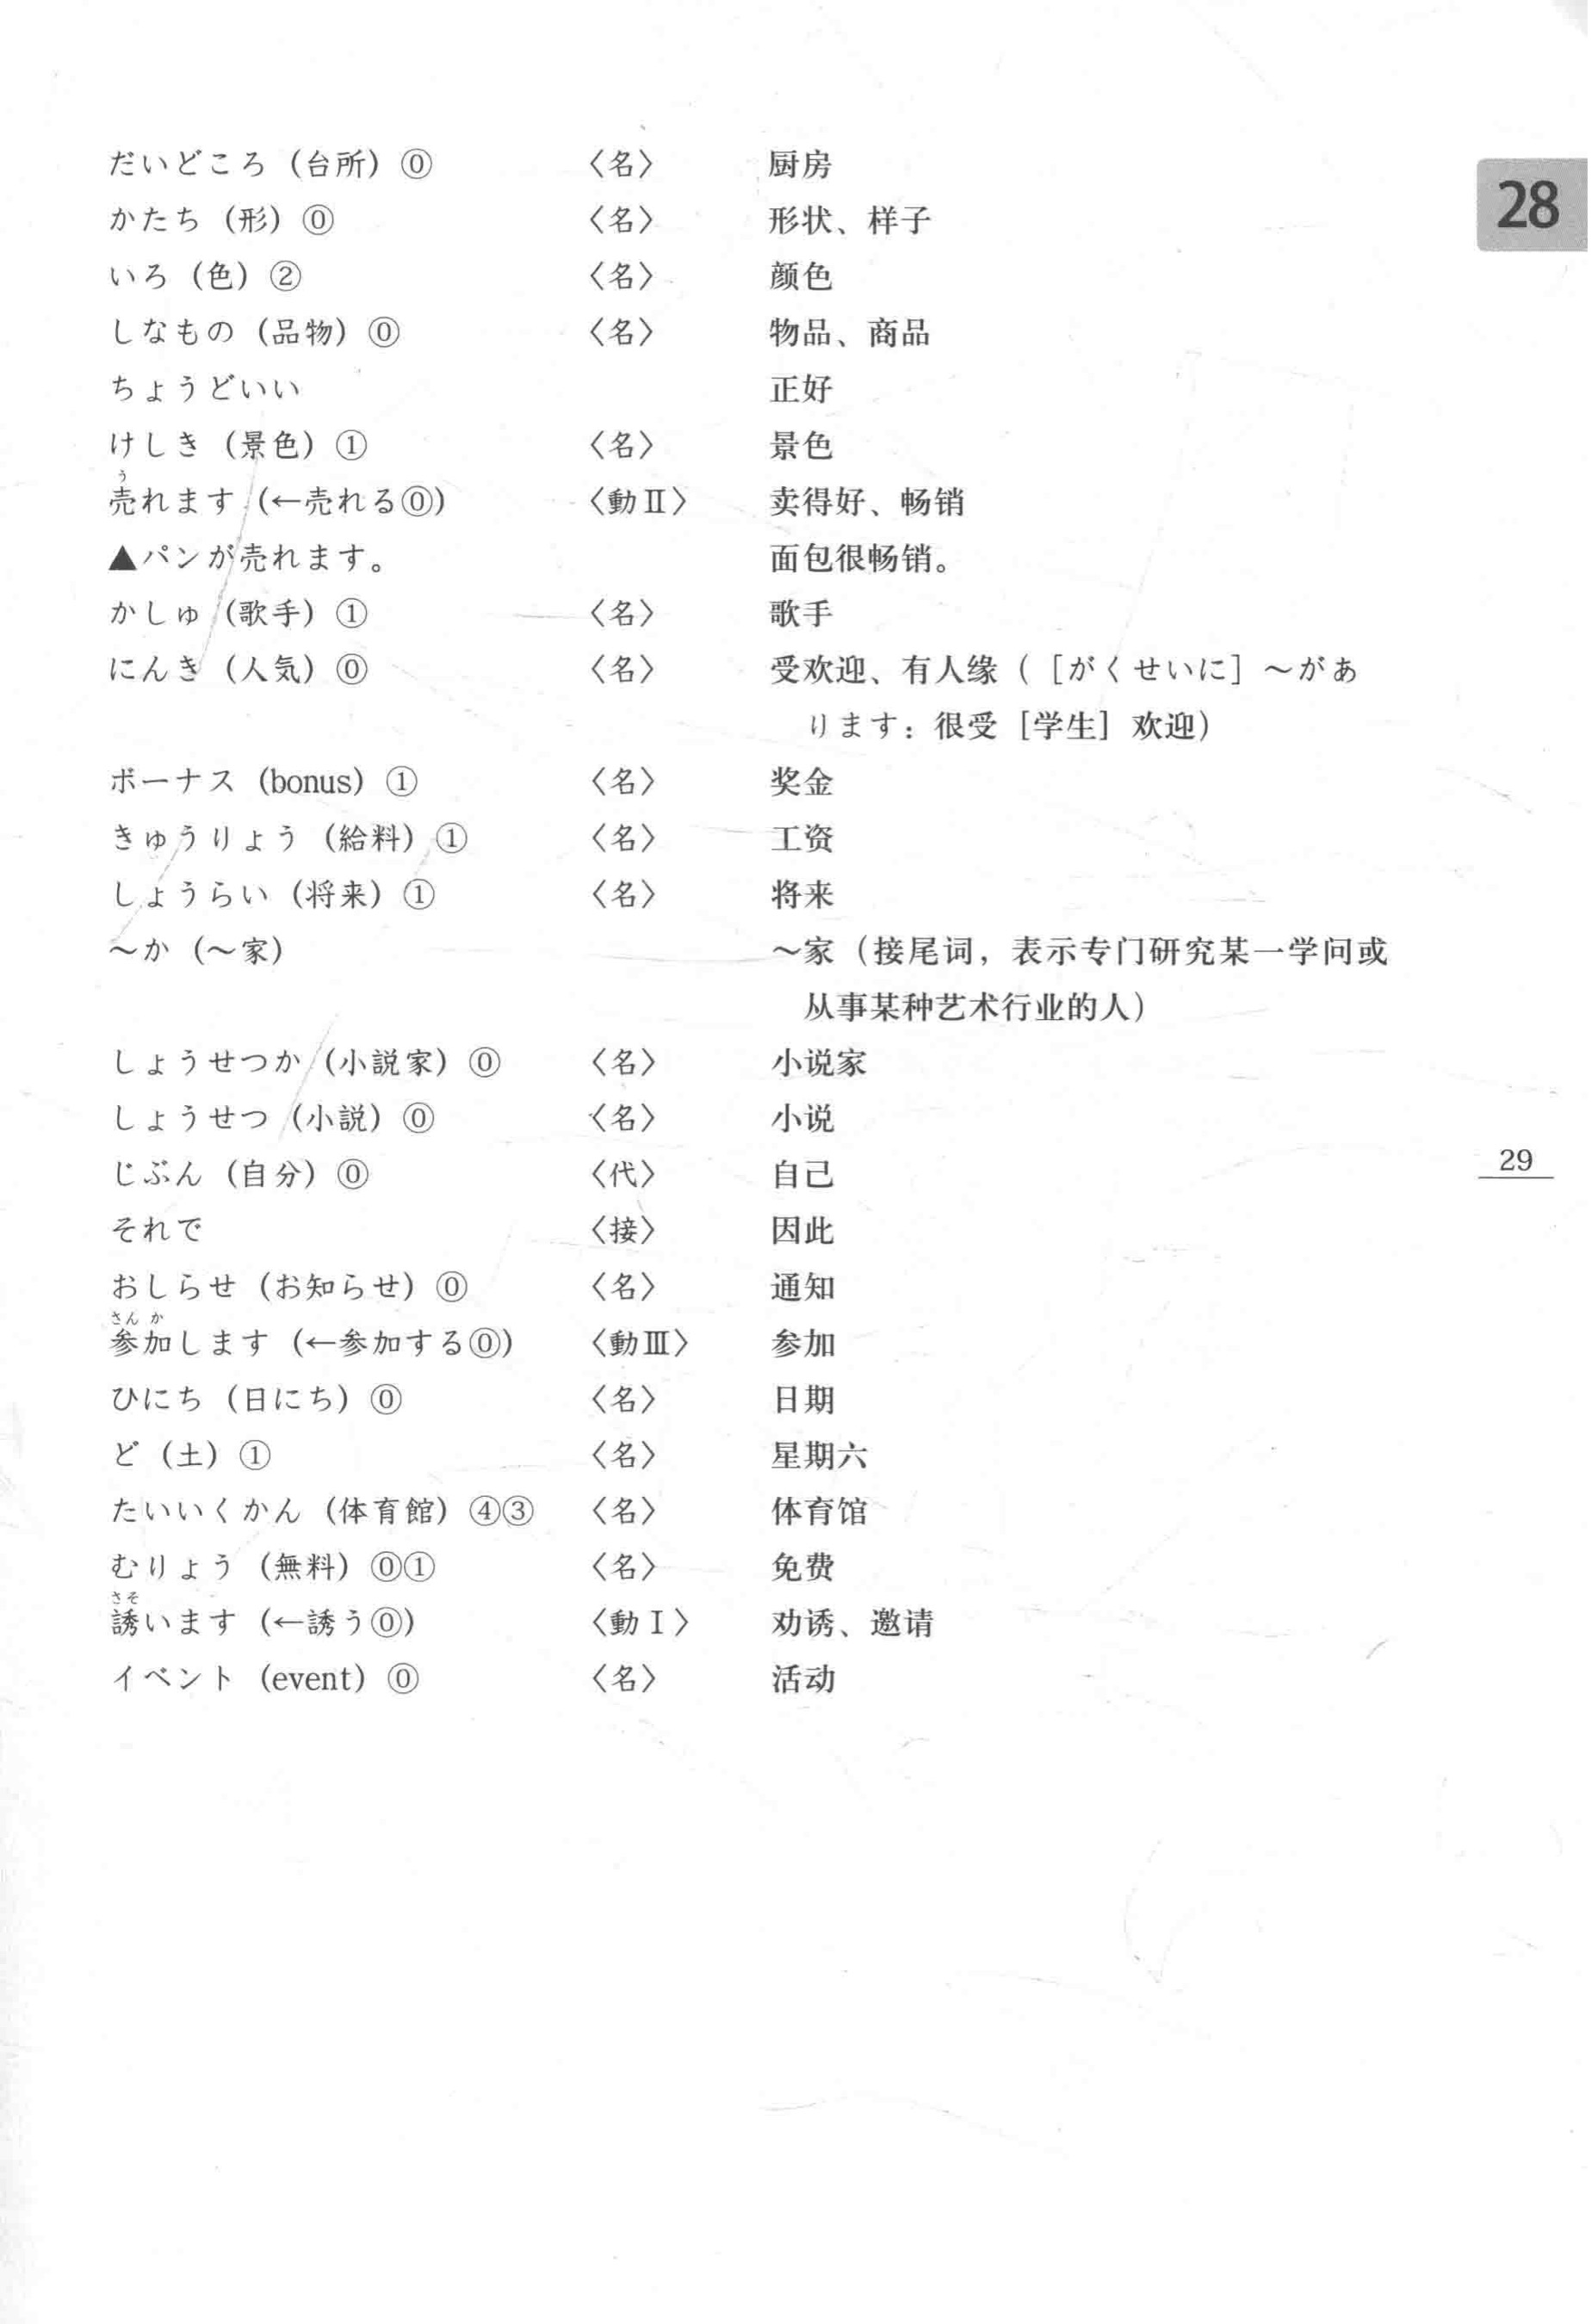 だいどころ（台所）⓪ 〈名〉 厨房
28
かたち（形）⓪ 〈名〉 形状、样子
いろ（色）② 〈名〉 颜色
しなもの（品物）⓪ 〈名〉 物品、商品
ちょうどいい 正好
けしき（景色）① 〈名〉 景色
う
売れます（←売れる⓪） 〈動Ⅱ〉 卖得好、畅销
▲パンが売れます。 面包很畅销。
かしゅ（歌手）① 〈名〉 歌手
にんき（人気）⓪ 〈名〉 受欢迎、有人缘（［がくせいに］～があ
ります：很受［学生］欢迎）
ボーナス（bonus）① 〈名〉 奖金
きゅうりょう（給料）① 〈名〉 工资
しょうらい（将来）① 〈名〉 将来
～か（～家） ～家（接尾词，表示专门研究某一学问或
从事某种艺术行业的人）
しょうせつか（小説家）⓪ 〈名〉 小说家
しょうせつ（小説）⓪ 〈名〉 小说
じぶん（自分）⓪ 〈代〉 自己
29
それで 〈接〉 因此
おしらせ（お知らせ）⓪ 〈名〉 通知
さん か
参加します（←参加する⓪） 〈動Ⅲ〉 参加
ひにち（日にち）⓪ 〈名〉 日期
ど（土）① 〈名〉 星期六
たいいくかん（体育館）④③ 〈名〉 体育馆
むりょう（無料）⓪① 〈名〉 免费
さそ
誘います（←誘う⓪） 〈動Ⅰ〉 劝诱、邀请
イベント（event）⓪ 〈名〉 活动